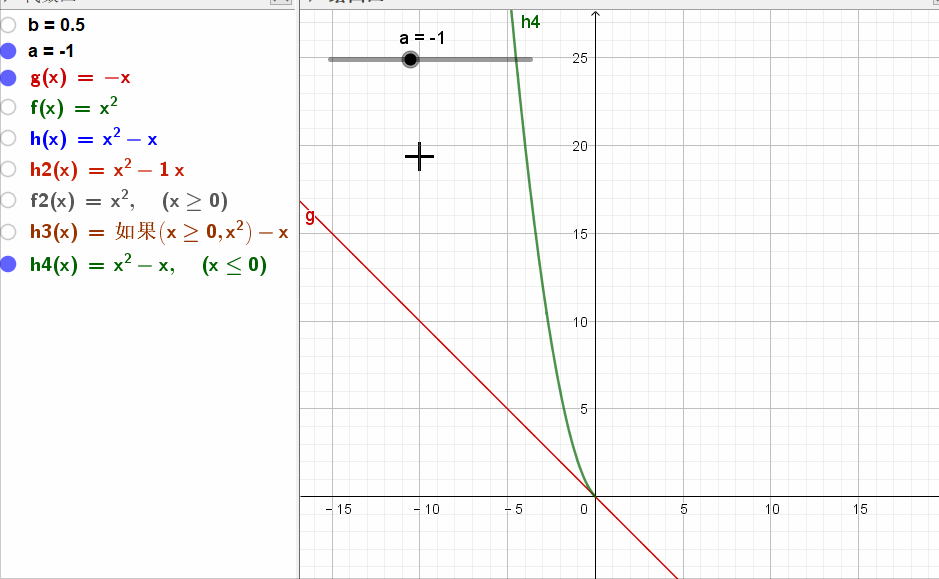 b = 0.5
a = -1
g(x) = −x
f(x) = x²
h(x) = x² − x
h2(x) = x² − 1 x
f2(x) = x², (x ≥ 0)
h3(x) = 如果(x ≥ 0, x²) − x
h4(x) = x² − x, (x ≤ 0)
h4
a = -1
25
20
g
15
10
5
-15 -10 -5 0 5 10 15